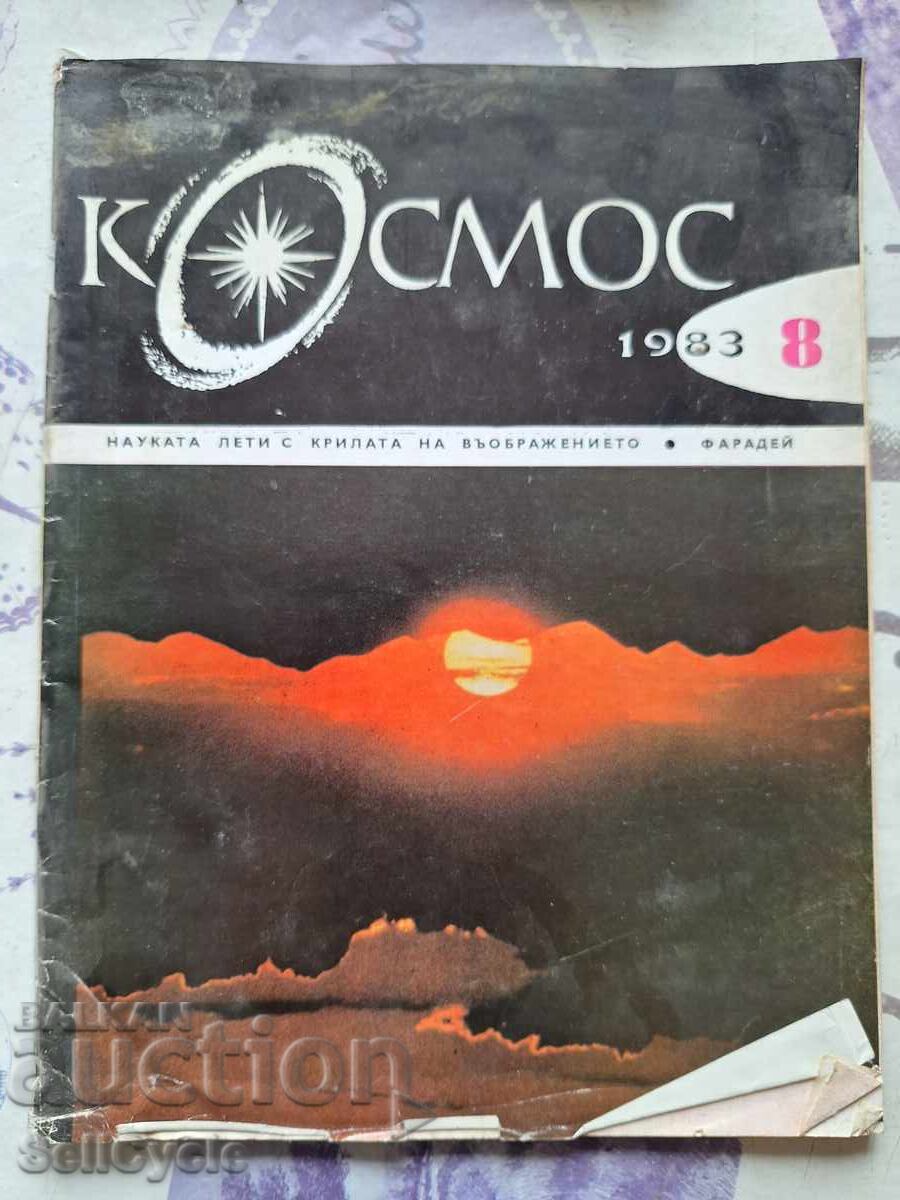 КОСМОС
1983 8
НАУКАТА ЛЕТИ С КРИЛАТА НА ВЪОБРАЖЕНИЕТО • ФАРАДЕЙ
BALKAN
auction
SellCycle